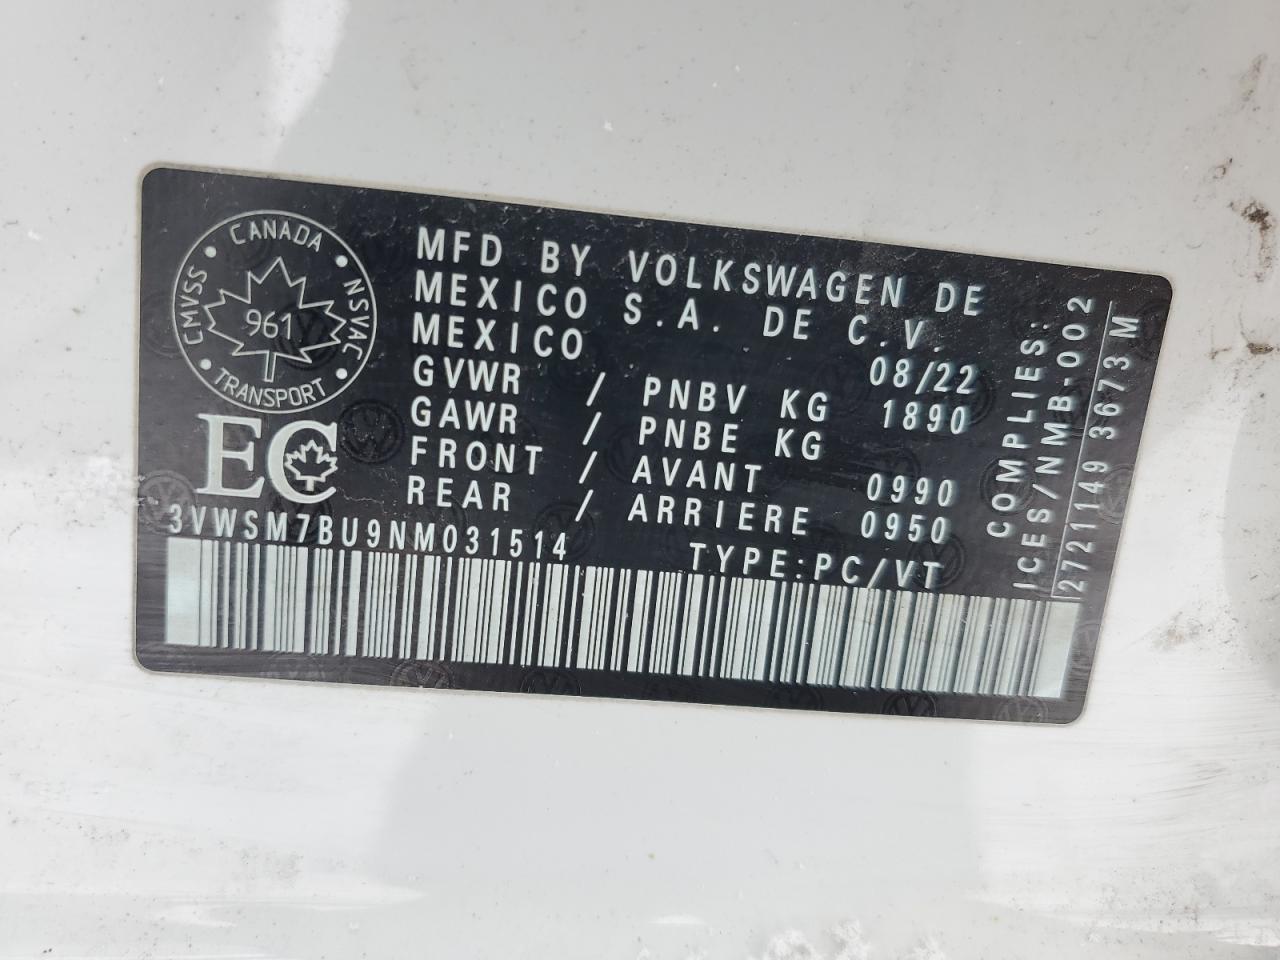 CANADA
CMVSS
NSVAC
961
TRANSPORT
EC
MFD BY VOLKSWAGEN DE
MEXICO S.A. DE C.V.
MEXICO 08/22
GVWR / PNBV KG 1890
GAWR / PNBE KG
FRONT / AVANT 0990
REAR / ARRIERE 0950
3VWSM7BU9NM031514 TYPE:PC/VT
COMPLIES:
ICES/NMB-002
2721149 3673 M